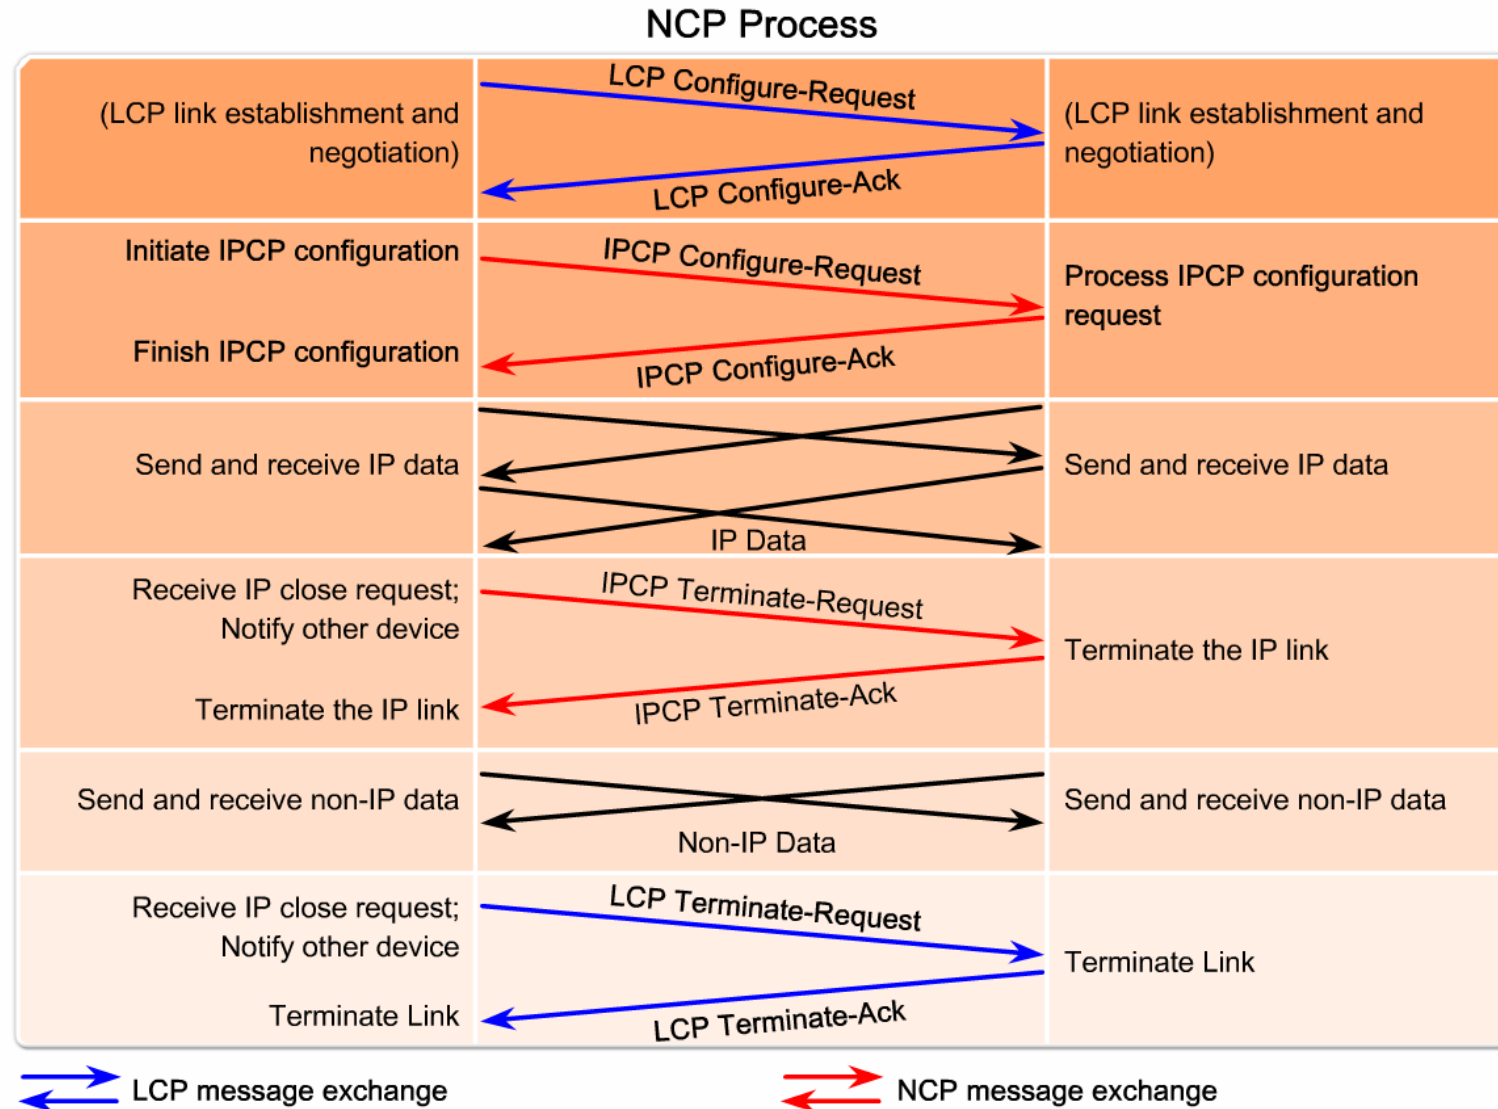 NCP Process
(LCP link establishment and
negotiation)
LCP Configure-Request
LCP Configure-Ack
(LCP link establishment and
negotiation)
Initiate IPCP configuration
Finish IPCP configuration
IPCP Configure-Request
IPCP Configure-Ack
Process IPCP configuration
request
Send and receive IP data
IP Data
Send and receive IP data
Receive IP close request;
Notify other device
Terminate the IP link
IPCP Terminate-Request
IPCP Terminate-Ack
Terminate the IP link
Send and receive non-IP data
Non-IP Data
Send and receive non-IP data
Receive IP close request;
Notify other device
Terminate Link
LCP Terminate-Request
LCP Terminate-Ack
Terminate Link
LCP message exchange
NCP message exchange